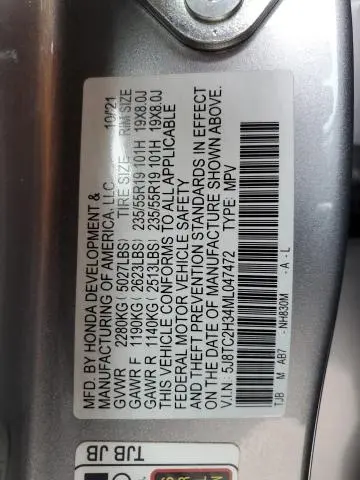 MFD. BY HONDA DEVELOPMENT &
MANUFACTURING OF AMERICA, LLC 10/21
GVWR 2280KG ( 5027LBS) TIRE SIZE RIM SIZE
GAWR F 1190KG ( 2623LBS) 235/55R19 101H 19X8.0J
GAWR R 1140KG ( 2513LBS) 235/55R19 101H 19X8.0J
THIS VEHICLE CONFORMS TO ALL APPLICABLE
FEDERAL MOTOR VEHICLE SAFETY
AND THEFT PREVENTION STANDARDS IN EFFECT
ON THE DATE OF MANUFACTURE SHOWN ABOVE.
V.I.N. 5J8TC2H34ML047472 TYPE: MPV
TJB M AB7 - NH830M - A - L
TJB JB